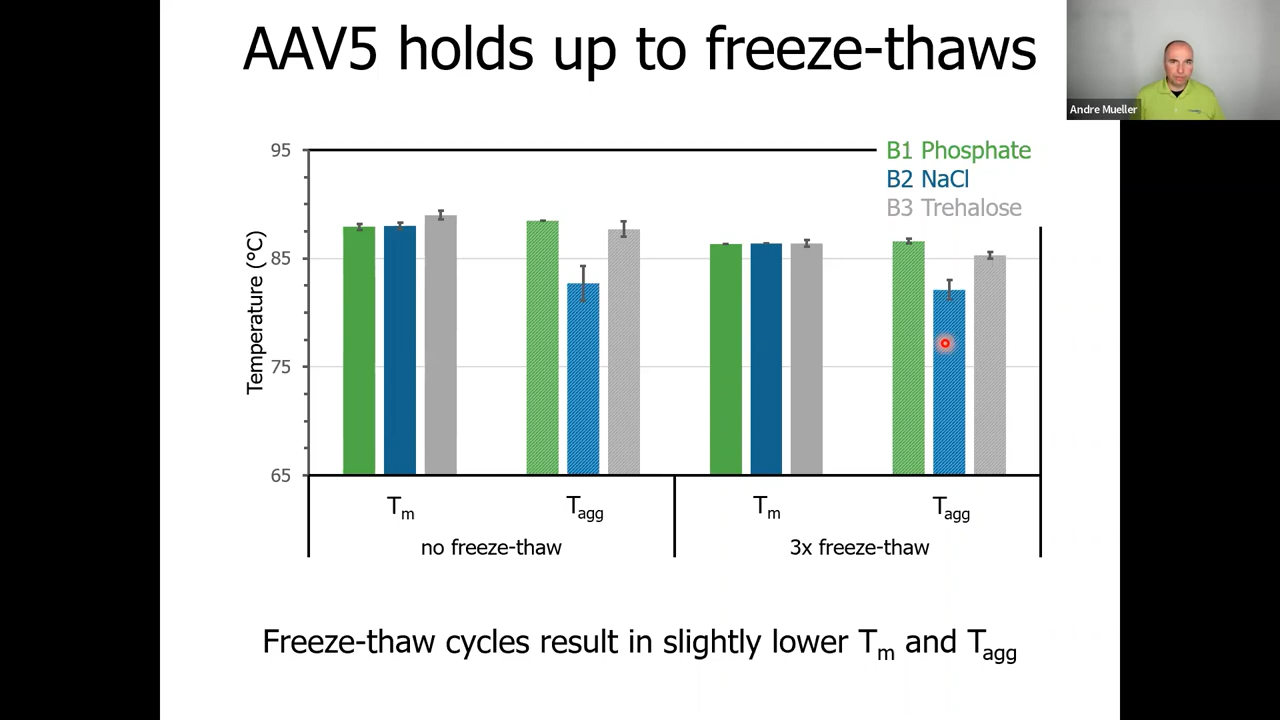 AAV5 holds up to freeze-thaws
Andre Mueller
B1 Phosphate
B2 NaCl
B3 Trehalose
Temperature (°C)
95
85
75
65
Tm
Tagg
Tm
Tagg
no freeze-thaw
3x freeze-thaw
Freeze-thaw cycles result in slightly lower Tm and Tagg